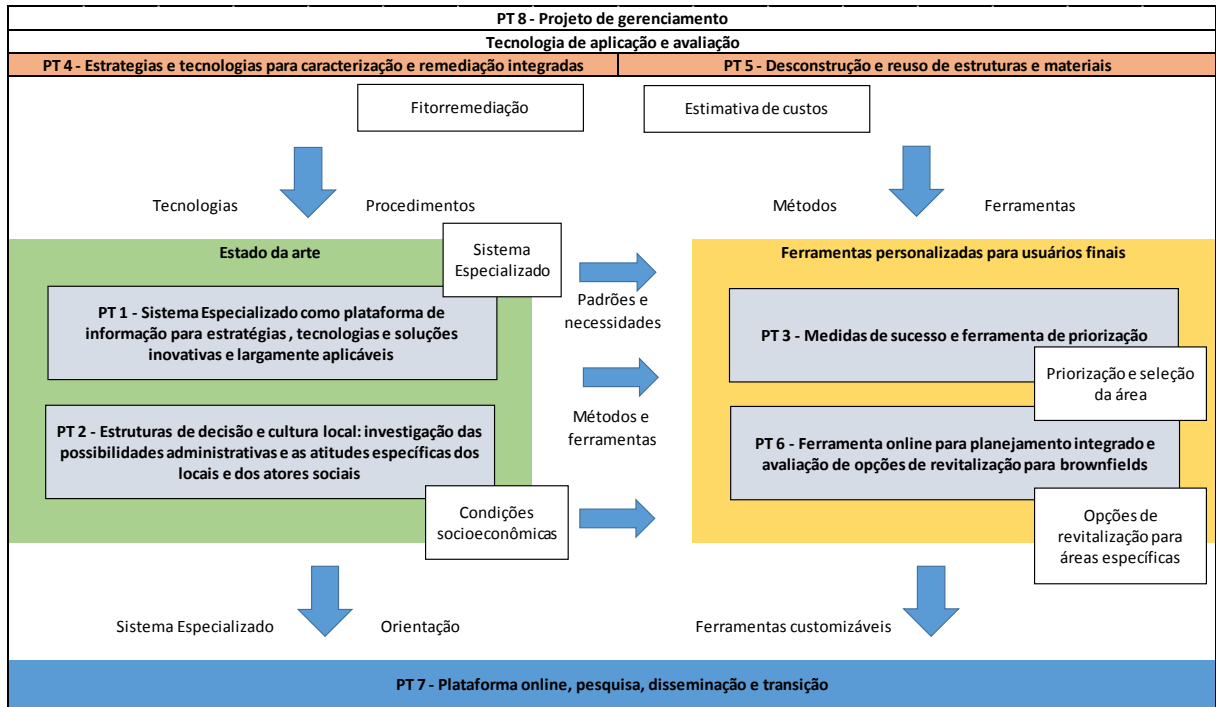 PT 8 - Projeto de gerenciamento
Tecnologia de aplicação e avaliação
PT 4 - Estrategias e tecnologias para caracterização e remediação integradas
PT 5 - Desconstrução e reuso de estruturas e materiais
Fitorremediação
Estimativa de custos
Tecnologias
Procedimentos
Métodos
Ferramentas
Estado da arte
Sistema
Especializado
PT 1 - Sistema Especializado como plataforma de
informação para estratégias , tecnologias e soluções
inovativas e largamente aplicáveis
PT 2 - Estruturas de decisão e cultura local: investigação das
possibilidades administrativas e as atitudes específicas dos
locais e dos atores sociais
Condições
socioeconômicas
Padrões e
necessidades
Métodos e
ferramentas
Ferramentas personalizadas para usuários finais
PT 3 - Medidas de sucesso e ferramenta de priorização
Priorização e seleção
da área
PT 6 - Ferramenta online para planejamento integrado e
avaliação de opções de revitalização para brownfields
Opções de
revitalização para
áreas específicas
Sistema Especializado
Orientação
Ferramentas customizáveis
PT 7 - Plataforma online, pesquisa, disseminação e transição